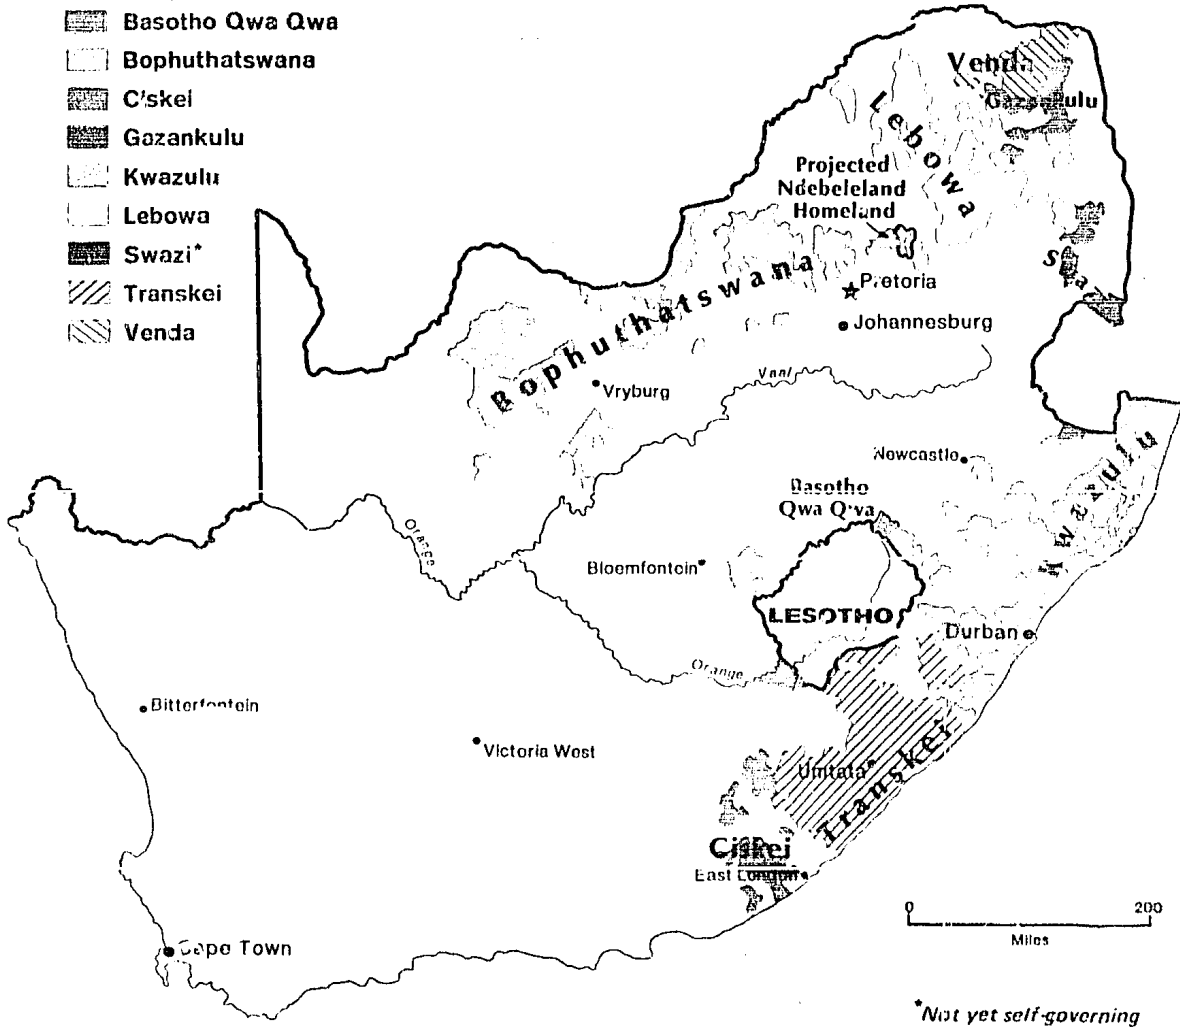 Basotho Qwa Qwa
Bophuthatswana
C'skei
Gazankulu
Kwazulu
Lebowa
Swazi*
Transkei
Venda
Venda
Gazankulu
Lebowa
Projected
Ndebeleland
Homeland
Swazi
Bophuthatswana
Pretoria
Johannesburg
Vaal
Vryburg
Newcastle
Kwazulu
Basotho
Qwa Qwa
Orange
Bloemfontein
LESOTHO
Durban
Orange
Bitterfontein
Victoria West
Umtata
Transkei
Ciskei
East London
0 200
Miles
Cape Town
*Not yet self-governing